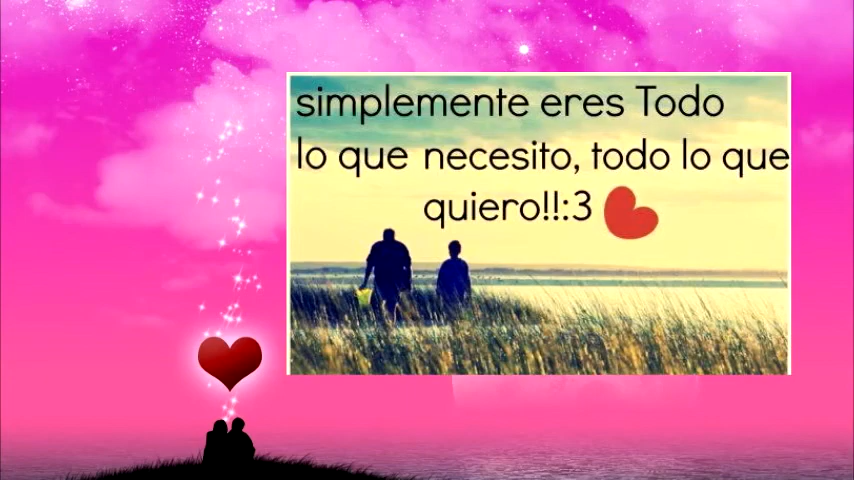 simplemente eres Todo
lo que necesito, todo lo que
quiero!!:3